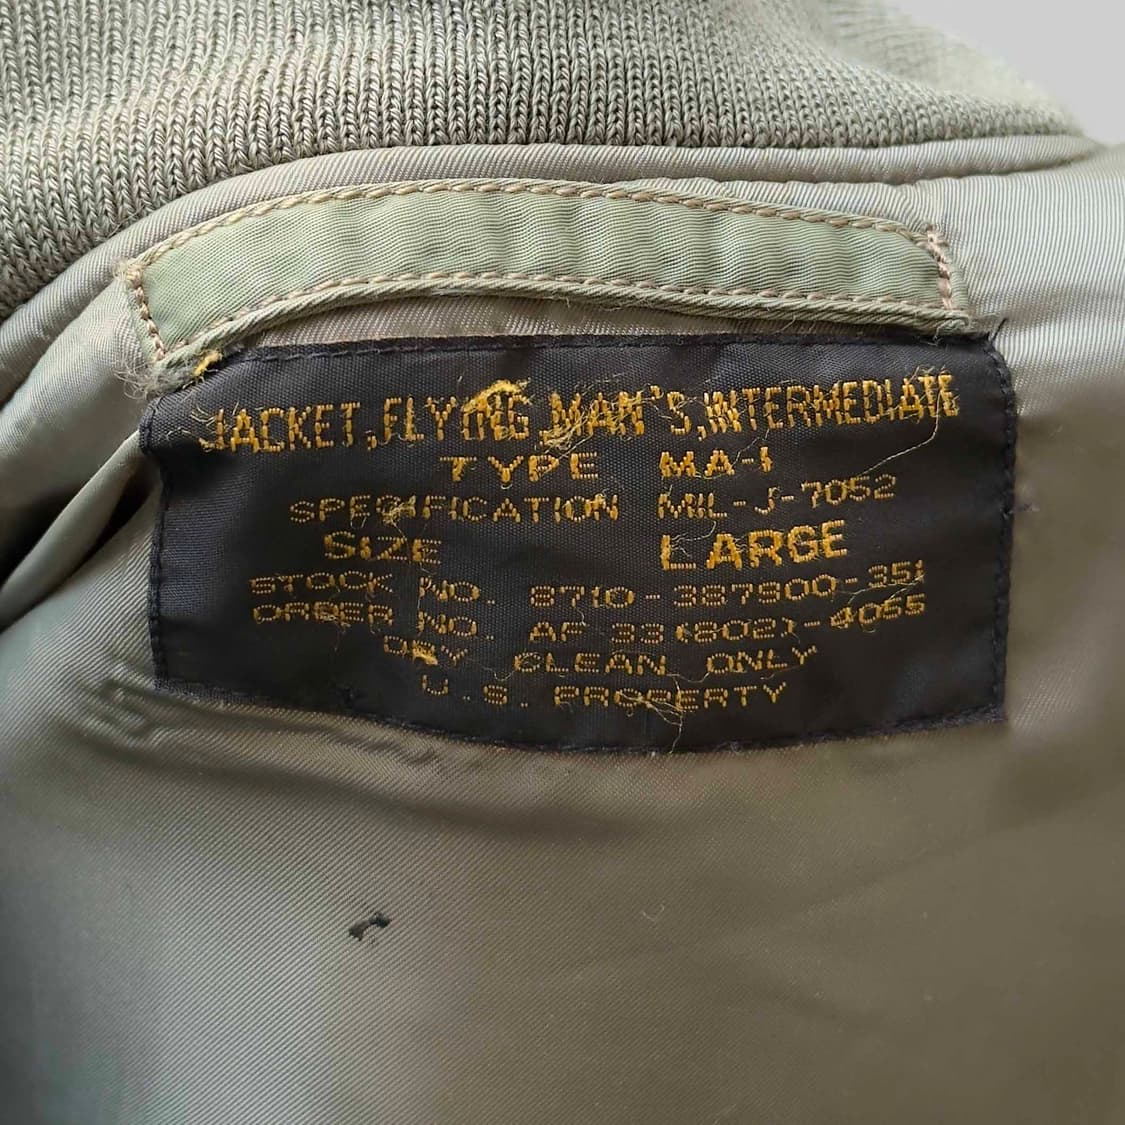 JACKET,FLYING,MAN'S,INTERMEDIATE
TYPE MA-1
SPECIFICATION MIL-J-7052
SIZE LARGE
STOCK NO. 8710-387900-351
ORDER NO. AF 33(802)-4055
DRY CLEAN ONLY
U.S. PROPERTY